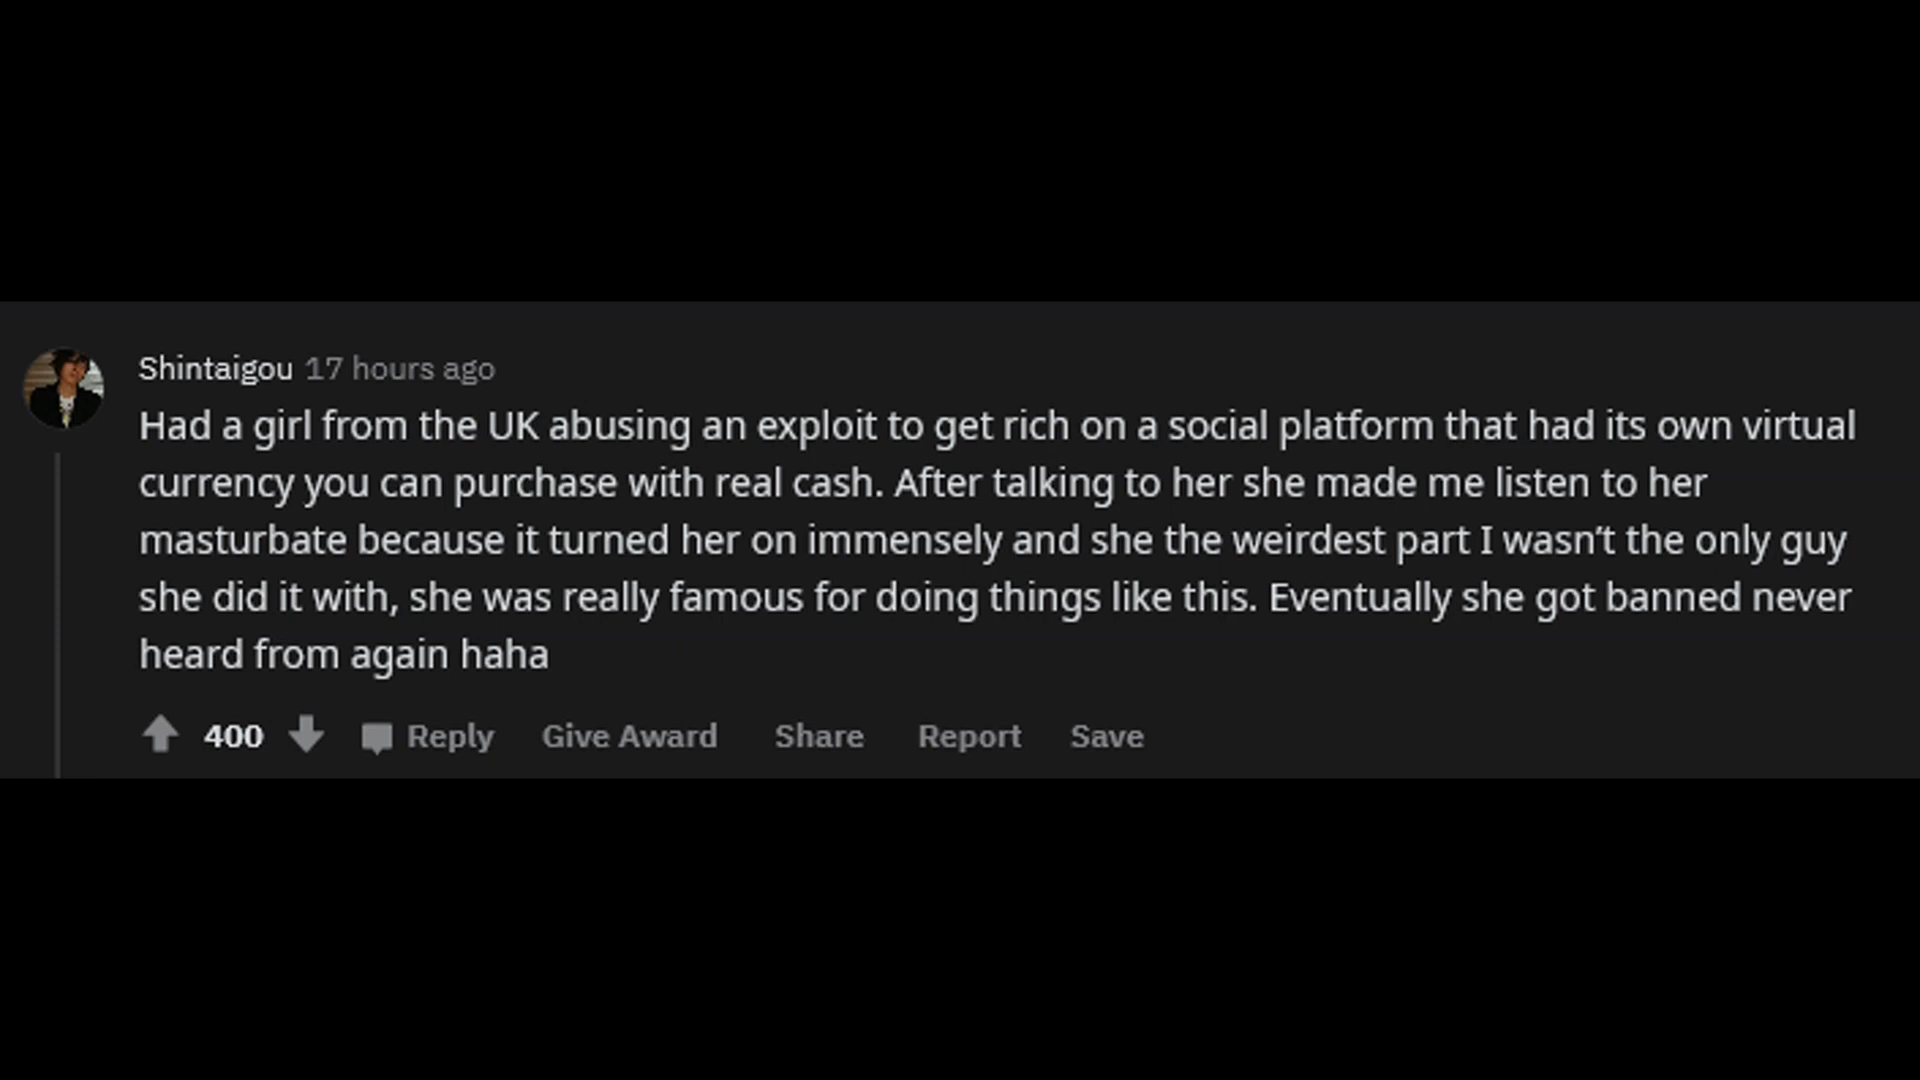 Shintaigou 17 hours ago
Had a girl from the UK abusing an exploit to get rich on a social platform that had its own virtual
currency you can purchase with real cash. After talking to her she made me listen to her
masturbate because it turned her on immensely and she the weirdest part I wasn’t the only guy
she did it with, she was really famous for doing things like this. Eventually she got banned never
heard from again haha
400 Reply Give Award Share Report Save